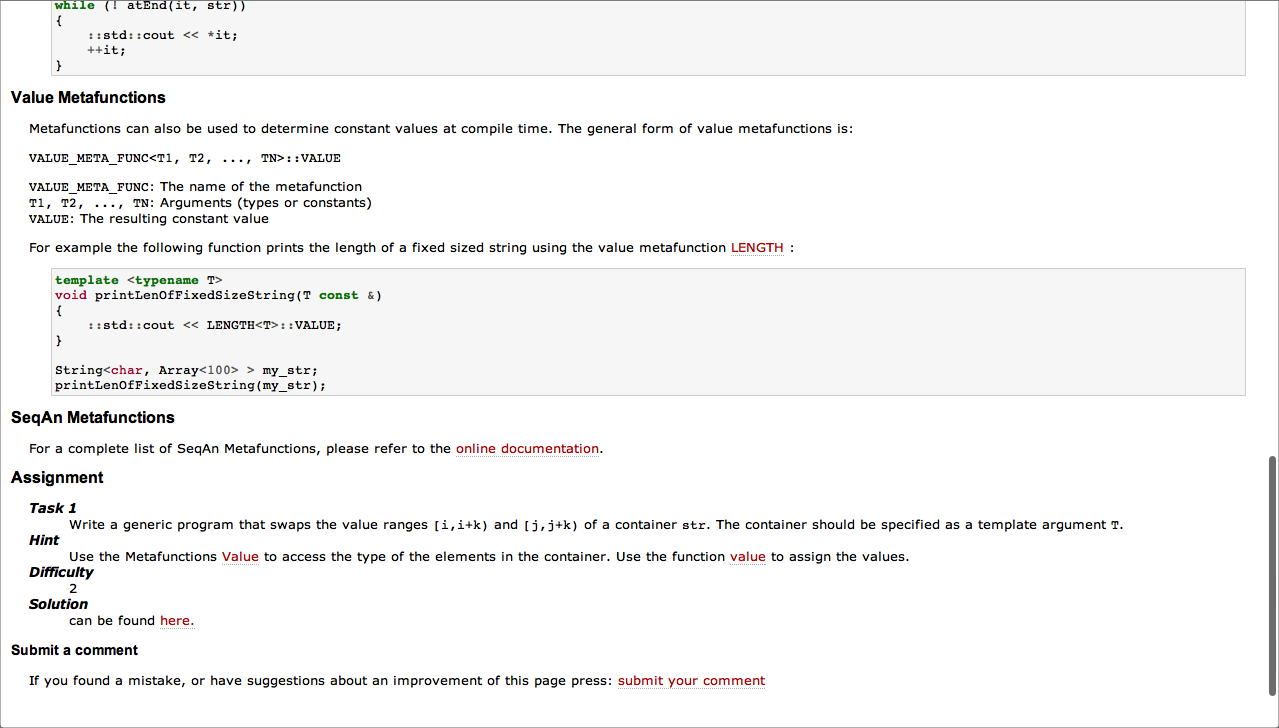 while (! atEnd(it, str))
{
    ::std::cout << *it;
    ++it;
}
Value Metafunctions
Metafunctions can also be used to determine constant values at compile time. The general form of value metafunctions is:
VALUE_META_FUNC<T1, T2, ..., TN>::VALUE
VALUE_META_FUNC: The name of the metafunction
T1, T2, ..., TN: Arguments (types or constants)
VALUE: The resulting constant value
For example the following function prints the length of a fixed sized string using the value metafunction LENGTH :
template <typename T>
void printLenOfFixedSizeString(T const &)
{
    ::std::cout << LENGTH<T>::VALUE;
}
String<char, Array<100> > my_str;
printLenOfFixedSizeString(my_str);
SeqAn Metafunctions
For a complete list of SeqAn Metafunctions, please refer to the online documentation.
Assignment
Task 1
Write a generic program that swaps the value ranges [i,i+k) and [j,j+k) of a container str. The container should be specified as a template argument T.
Hint
Use the Metafunctions Value to access the type of the elements in the container. Use the function value to assign the values.
Difficulty
2
Solution
can be found here.
Submit a comment
If you found a mistake, or have suggestions about an improvement of this page press: submit your comment